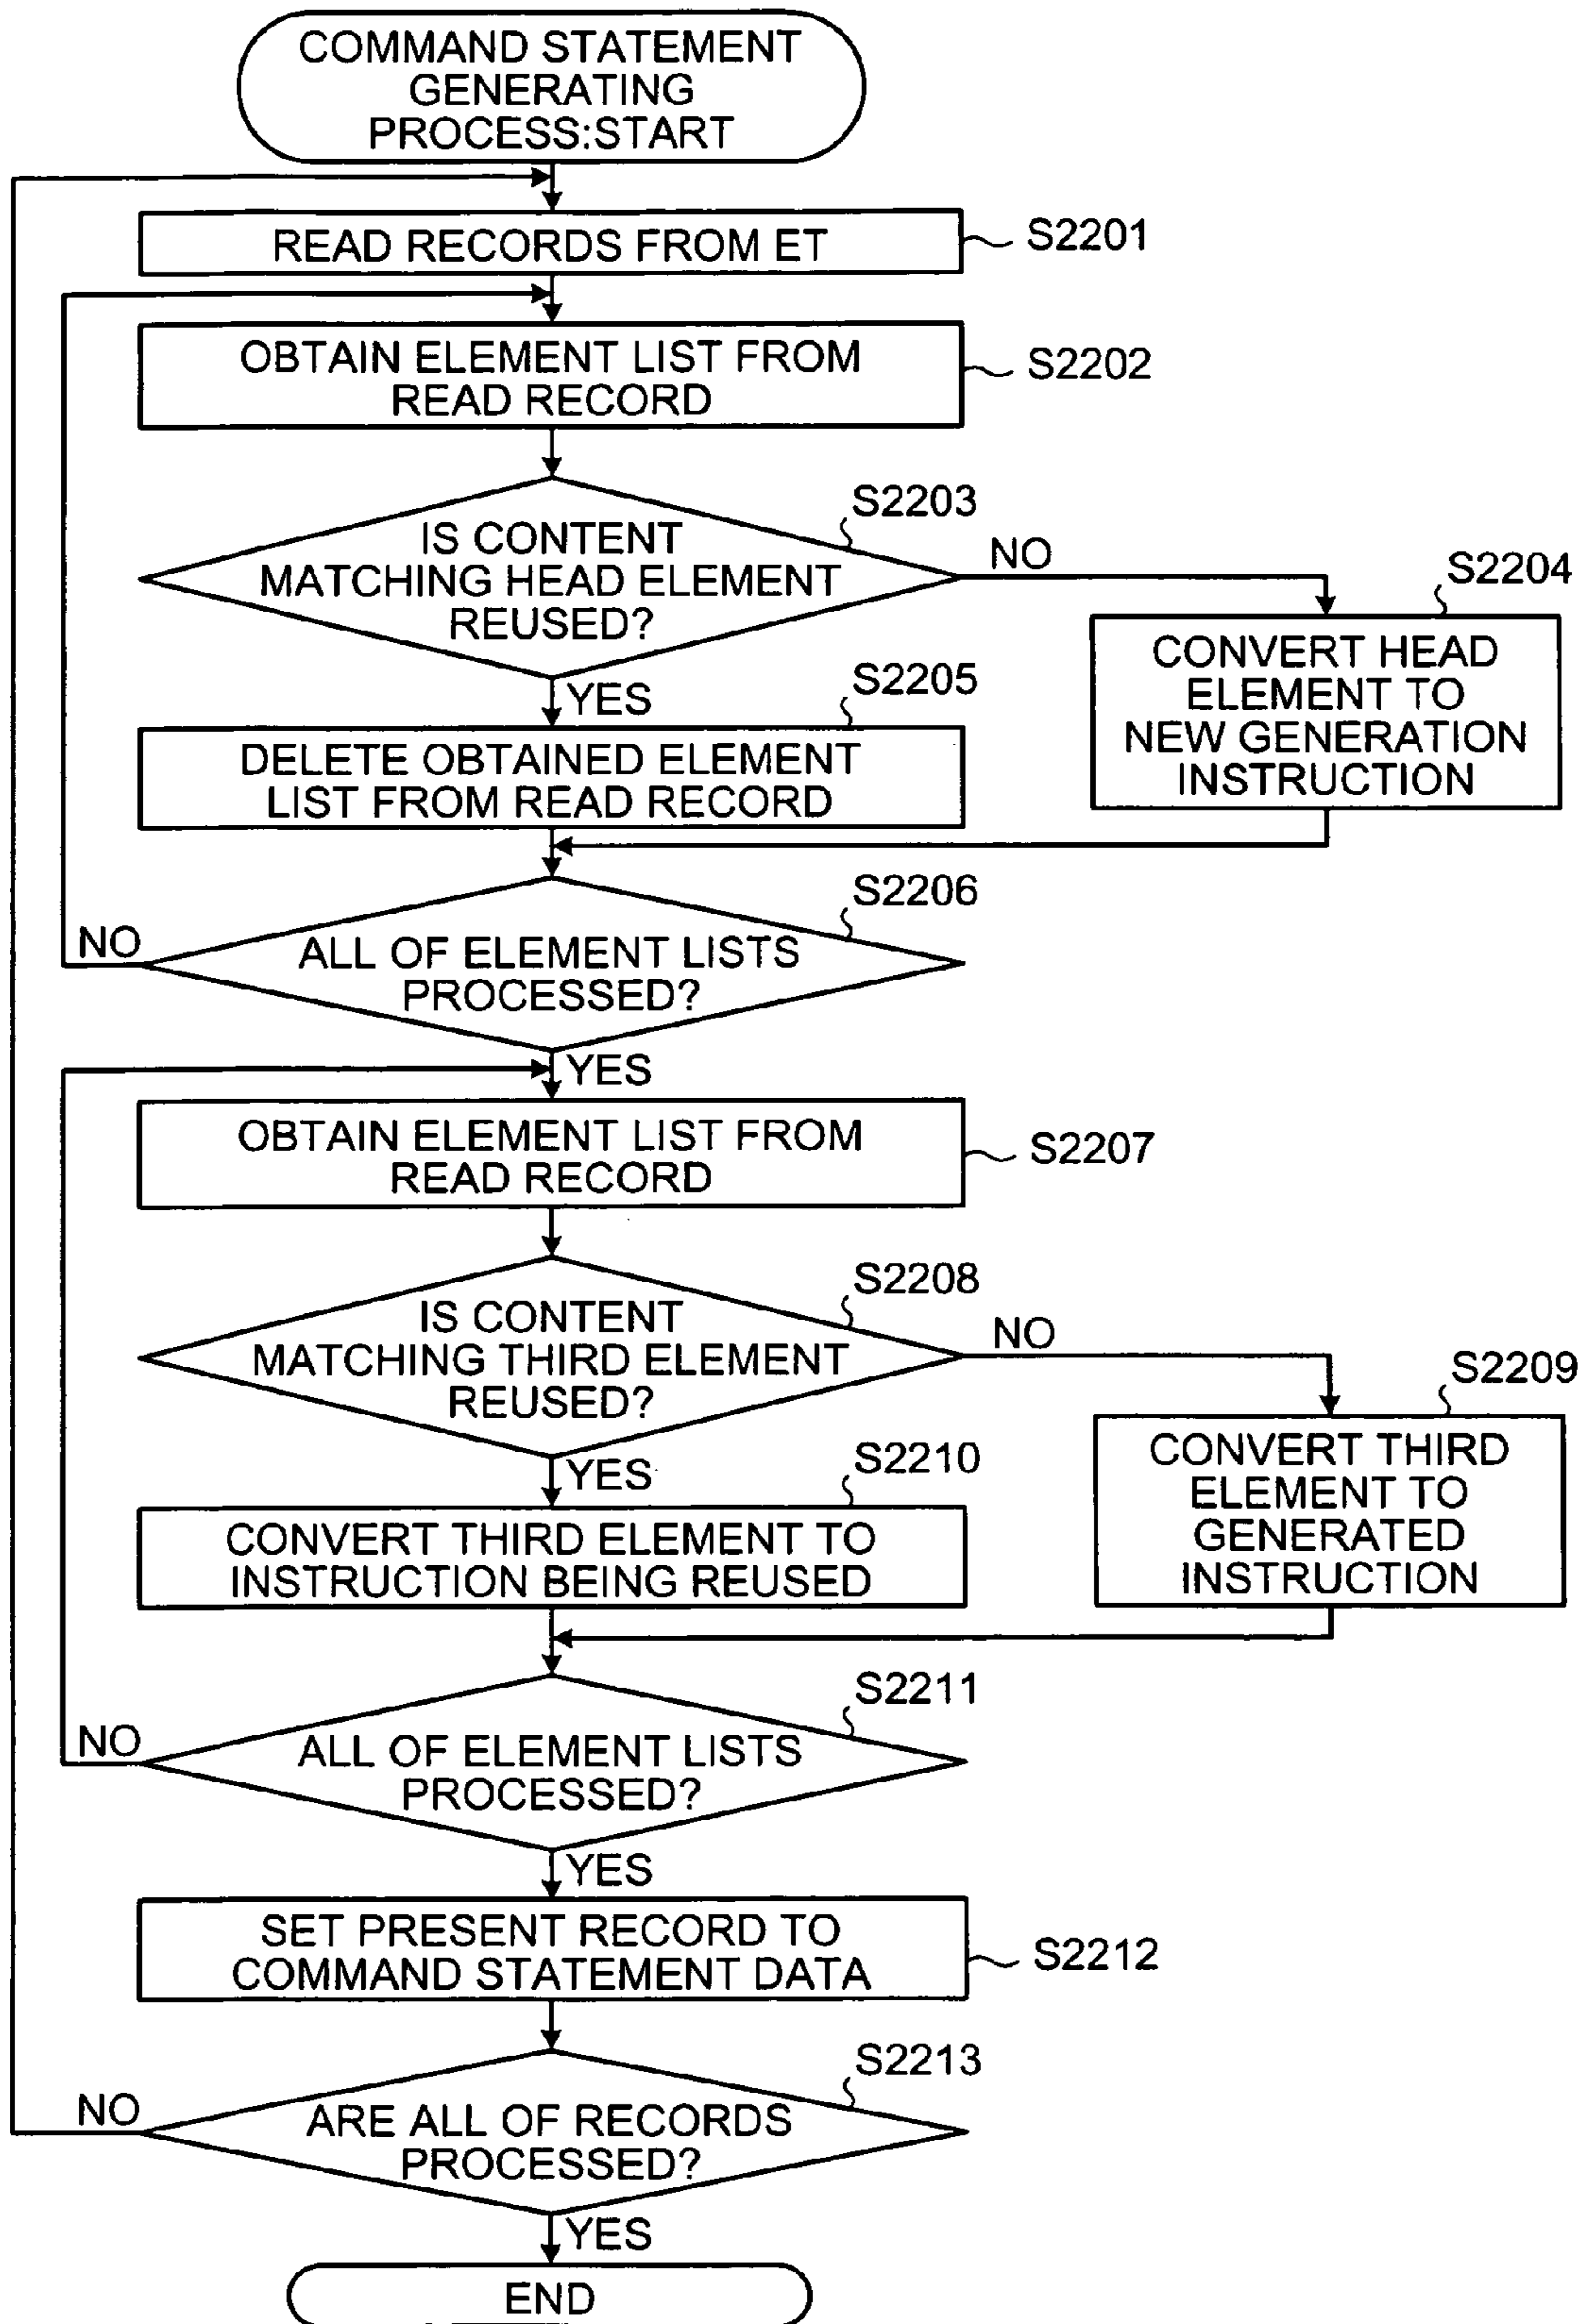 COMMAND STATEMENT
GENERATING
PROCESS:START
READ RECORDS FROM ET
S2201
OBTAIN ELEMENT LIST FROM
READ RECORD
S2202
S2203
IS CONTENT
MATCHING HEAD ELEMENT
REUSED?
NO
YES
S2204
CONVERT HEAD
ELEMENT TO
NEW GENERATION
INSTRUCTION
S2205
DELETE OBTAINED ELEMENT
LIST FROM READ RECORD
S2206
ALL OF ELEMENT LISTS
PROCESSED?
NO
YES
OBTAIN ELEMENT LIST FROM
READ RECORD
S2207
S2208
IS CONTENT
MATCHING THIRD ELEMENT
REUSED?
NO
YES
S2209
CONVERT THIRD
ELEMENT TO
GENERATED
INSTRUCTION
S2210
CONVERT THIRD ELEMENT TO
INSTRUCTION BEING REUSED
S2211
ALL OF ELEMENT LISTS
PROCESSED?
NO
YES
SET PRESENT RECORD TO
COMMAND STATEMENT DATA
S2212
S2213
ARE ALL OF RECORDS
PROCESSED?
NO
YES
END